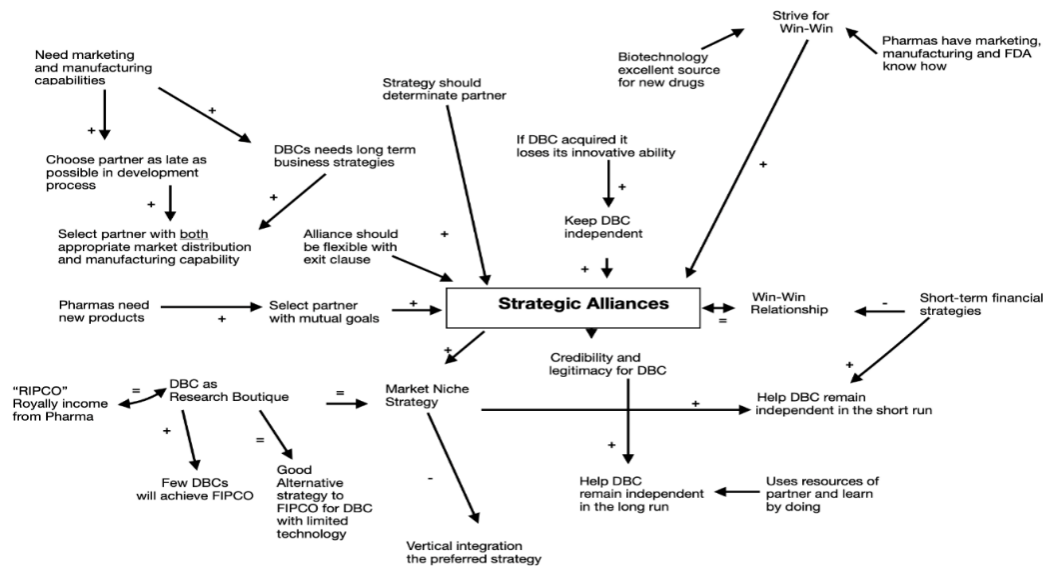 Strive for
Win-Win
Need marketing
and manufacturing
capabilities
Biotechnology
excellent source
for new drugs
Pharmas have marketing,
manufacturing and FDA
know how
Strategy should
determinate partner
+
+
If DBC acquired it
loses its innovative ability
DBCs needs long term
business strategies
Choose partner as late as
possible in development
process
+
+
+
+
Keep DBC
independent
Select partner with both
appropriate market distribution
and manufacturing capability
Alliance should
be flexible with
exit clause
+
+
Pharmas need
new products
+
Select partner
with mutual goals
+
Strategic Alliances
=
Win-Win
Relationship
-
Short-term financial
strategies
+
Credibility and
legitimacy for DBC
+
"RIPCO"
Royally income
from Pharma
=
DBC as
Research Boutique
=
Market Niche
Strategy
+
Help DBC remain
independent in the short run
+
=
+
Few DBCs
will achieve FIPCO
Good
Alternative
strategy to
FIPCO for DBC
with limited
technology
-
Help DBC
remain independent
in the long run
Uses resources of
partner and learn
by doing
Vertical integration
the preferred strategy